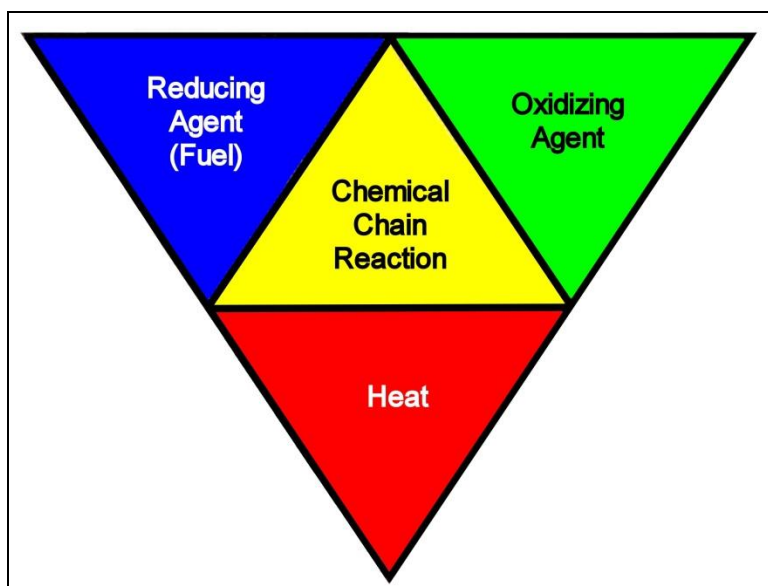 Reducing
Agent
(Fuel)
Oxidizing
Agent
Chemical
Chain
Reaction
Heat